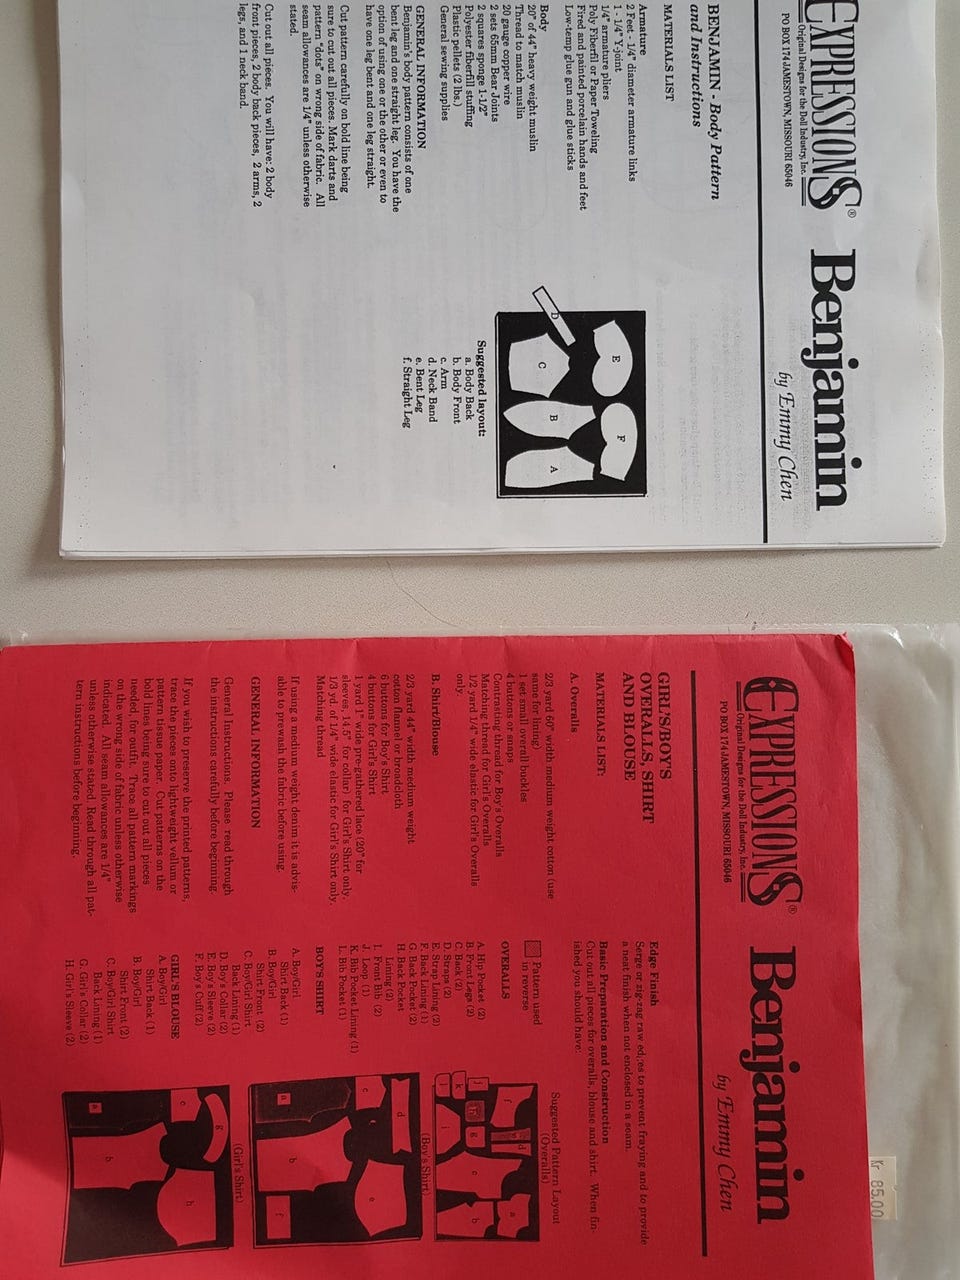 EXPRESSIONS®
Original Designs for the Doll Industry, Inc.
PO BOX 174 JAMESTOWN, MISSOURI 65046
Benjamin
by Emmy Chen
BENJAMIN - Body Pattern
and Instructions
MATERIALS LIST
Armature
2 Feet - 1/4" diameter armature links
1 - 1/4" Y-joint
1/4" armature pliers
Poly Fiberfil or Paper Toweling
Fired and painted porcelain hands and feet
Low-temp glue gun and glue sticks
Body
20" of 44" heavy weight muslin
Thread to match muslin
20 gauge copper wire
2 sets 65mm Bear Joints
2 squares sponge 1-1/2"
Polyester fiberfill stuffing
Plastic pellets (2 lbs.)
General sewing supplies
GENERAL INFORMATION
Benjamin's body pattern consists of one
bent leg and one straight leg. You have the
option of using one or the other or even to
have one leg bent and one leg straight.
Cut pattern carefully on bold line being
sure to cut out all pieces. Mark darts and
pattern "dots" on wrong side of fabric. All
seam allowances are 1/4" unless otherwise
stated.
Cut out all pieces. You will have: 2 body
front pieces, 2 body back pieces, 2 arms, 2
legs, and 1 neck band.
E
F
D
C
B
A
Suggested layout:
a. Body Back
b. Body Front
c. Arm
d. Neck Band
e. Bent Leg
f. Straight Leg
EXPRESSIONS®
Original Designs for the Doll Industry, Inc.
PO BOX 174 JAMESTOWN, MISSOURI 65046
Benjamin
by Emmy Chen
Kr 85.00
GIRL'S/BOY'S
OVERALLS, SHIRT
AND BLOUSE
MATERIALS LIST:
A. Overalls
2/3 yard 60" width medium weight cotton (use
same for lining)
1 set small overall buckles
4 buttons or snaps
Contrasting thread for Boy's Overalls
Matching thread for Girl's Overalls
1/2 yard 1/4" wide elastic for Girl's Overalls
only.
B. Shirt/Blouse
2/3 yard 44" width medium weight
cotton flannel or broadcloth
6 buttons for Boy's Shirt
4 buttons for Girl's Shirt
1 yard 1" wide pre-gathered lace (20" for
sleeves, 14.5" for collar) for Girl's Shirt only.
1/3 yd. of 1/4" wide elastic for Girl's Shirt only.
Matching thread
If using a medium weight denim it is advis-
able to prewash the fabric before using.
GENERAL INFORMATION
General Instructions. Please read through
the instructions carefully before beginning.
If you wish to preserve the printed patterns,
trace the pieces onto lightweight vellum or
pattern tissue paper. Cut patterns on the
bold lines being sure to cut out all pieces
needed, for outfit. Trace all pattern markings
on the wrong side of fabric unless otherwise
indicated. All seam allowances are 1/4"
unless otherwise stated. Read through all pat-
tern instructions before beginning.
Edge Finish
Serge or zig-zag raw edges to prevent fraying and to provide
a neat finish when not enclosed in a seam.
Basic Preparation and Construction
Cut out all pieces for overalls, blouse and shirt. When fin-
ished you should have:
Pattern used
in reverse
OVERALLS
A. Hip Pocket (2)
B. Front Legs (2)
C. Back (2)
D. Straps (2)
E. Strap Lining (2)
F. Back Lining (1)
G. Back Pocket (2)
H. Back Pocket
Lining (2)
I. Front Bib (2)
J. Loop (1)
K. Bib Pocket Lining (1)
L. Bib Pocket (1)
BOY'S SHIRT
A. Boy/Girl
Shirt Back (1)
B. Boy/Girl
Shirt Front (2)
C. Boy/Girl Shirt
Back Lining (1)
D. Boy's Collar (2)
E. Boy's Sleeve (2)
F. Boy's Cuff (2)
GIRL'S BLOUSE
A. Boy/Girl
Shirt Back (1)
B. Boy/Girl
Shirt Front (2)
C. Boy/Girl Shirt
Back Lining (1)
G. Girl's Collar (2)
H. Girl's Sleeve (2)
Suggested Pattern Layout
(Overalls)
(Boy's Shirt)
c
d
a
b
e
f
(Girl's Shirt)
e
g
a
b
h